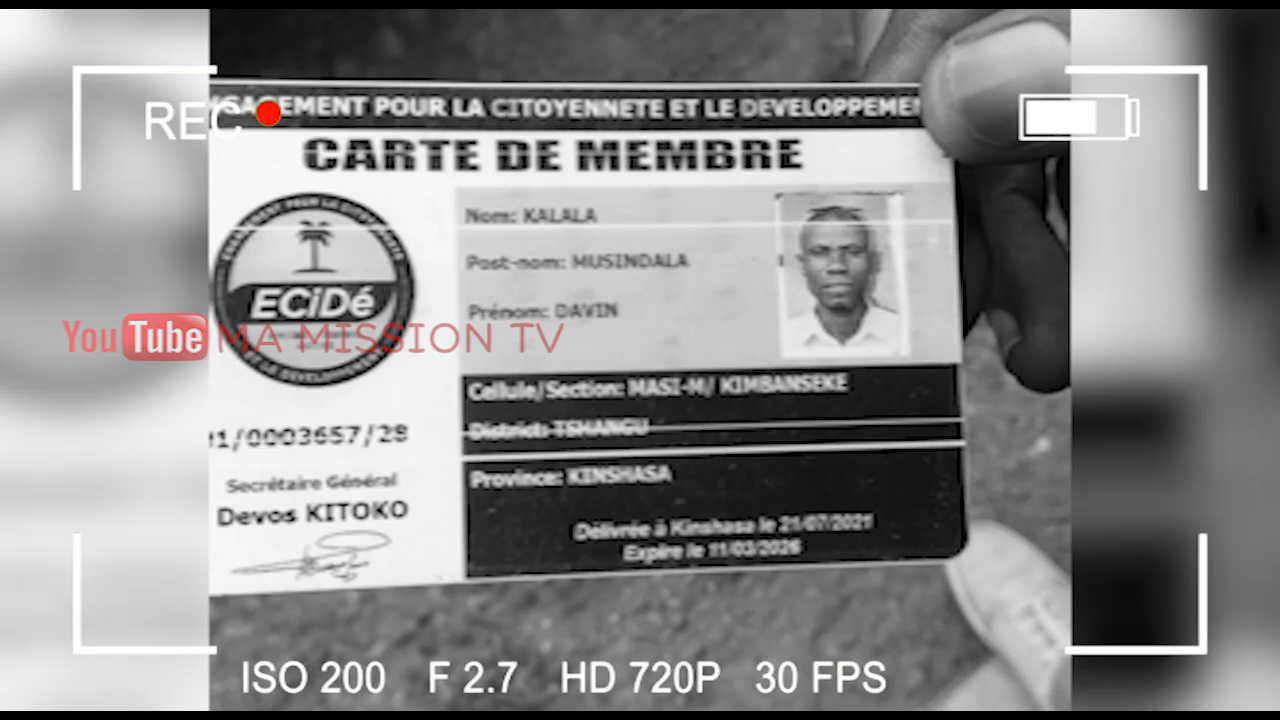 REC
GAGEMENT POUR LA CITOYENNETE ET LE DEVELOPPEMEN
CARTE DE MEMBRE
ECiDé
Nom: KALALA
Post-nom: MUSINDALA
Prénom: DAVIN
YouTube MA MISSION TV
Cellule/Section: MASI-M/ KIMBANSEKE
District: TSHANGU
1/0003657/28
Province: KINSHASA
Secrétaire Général
Devos KITOKO
Délivrée à Kinshasa le 21/07/2021
Expire le 11/03/2026
ISO 200 F 2.7 HD 720P 30 FPS